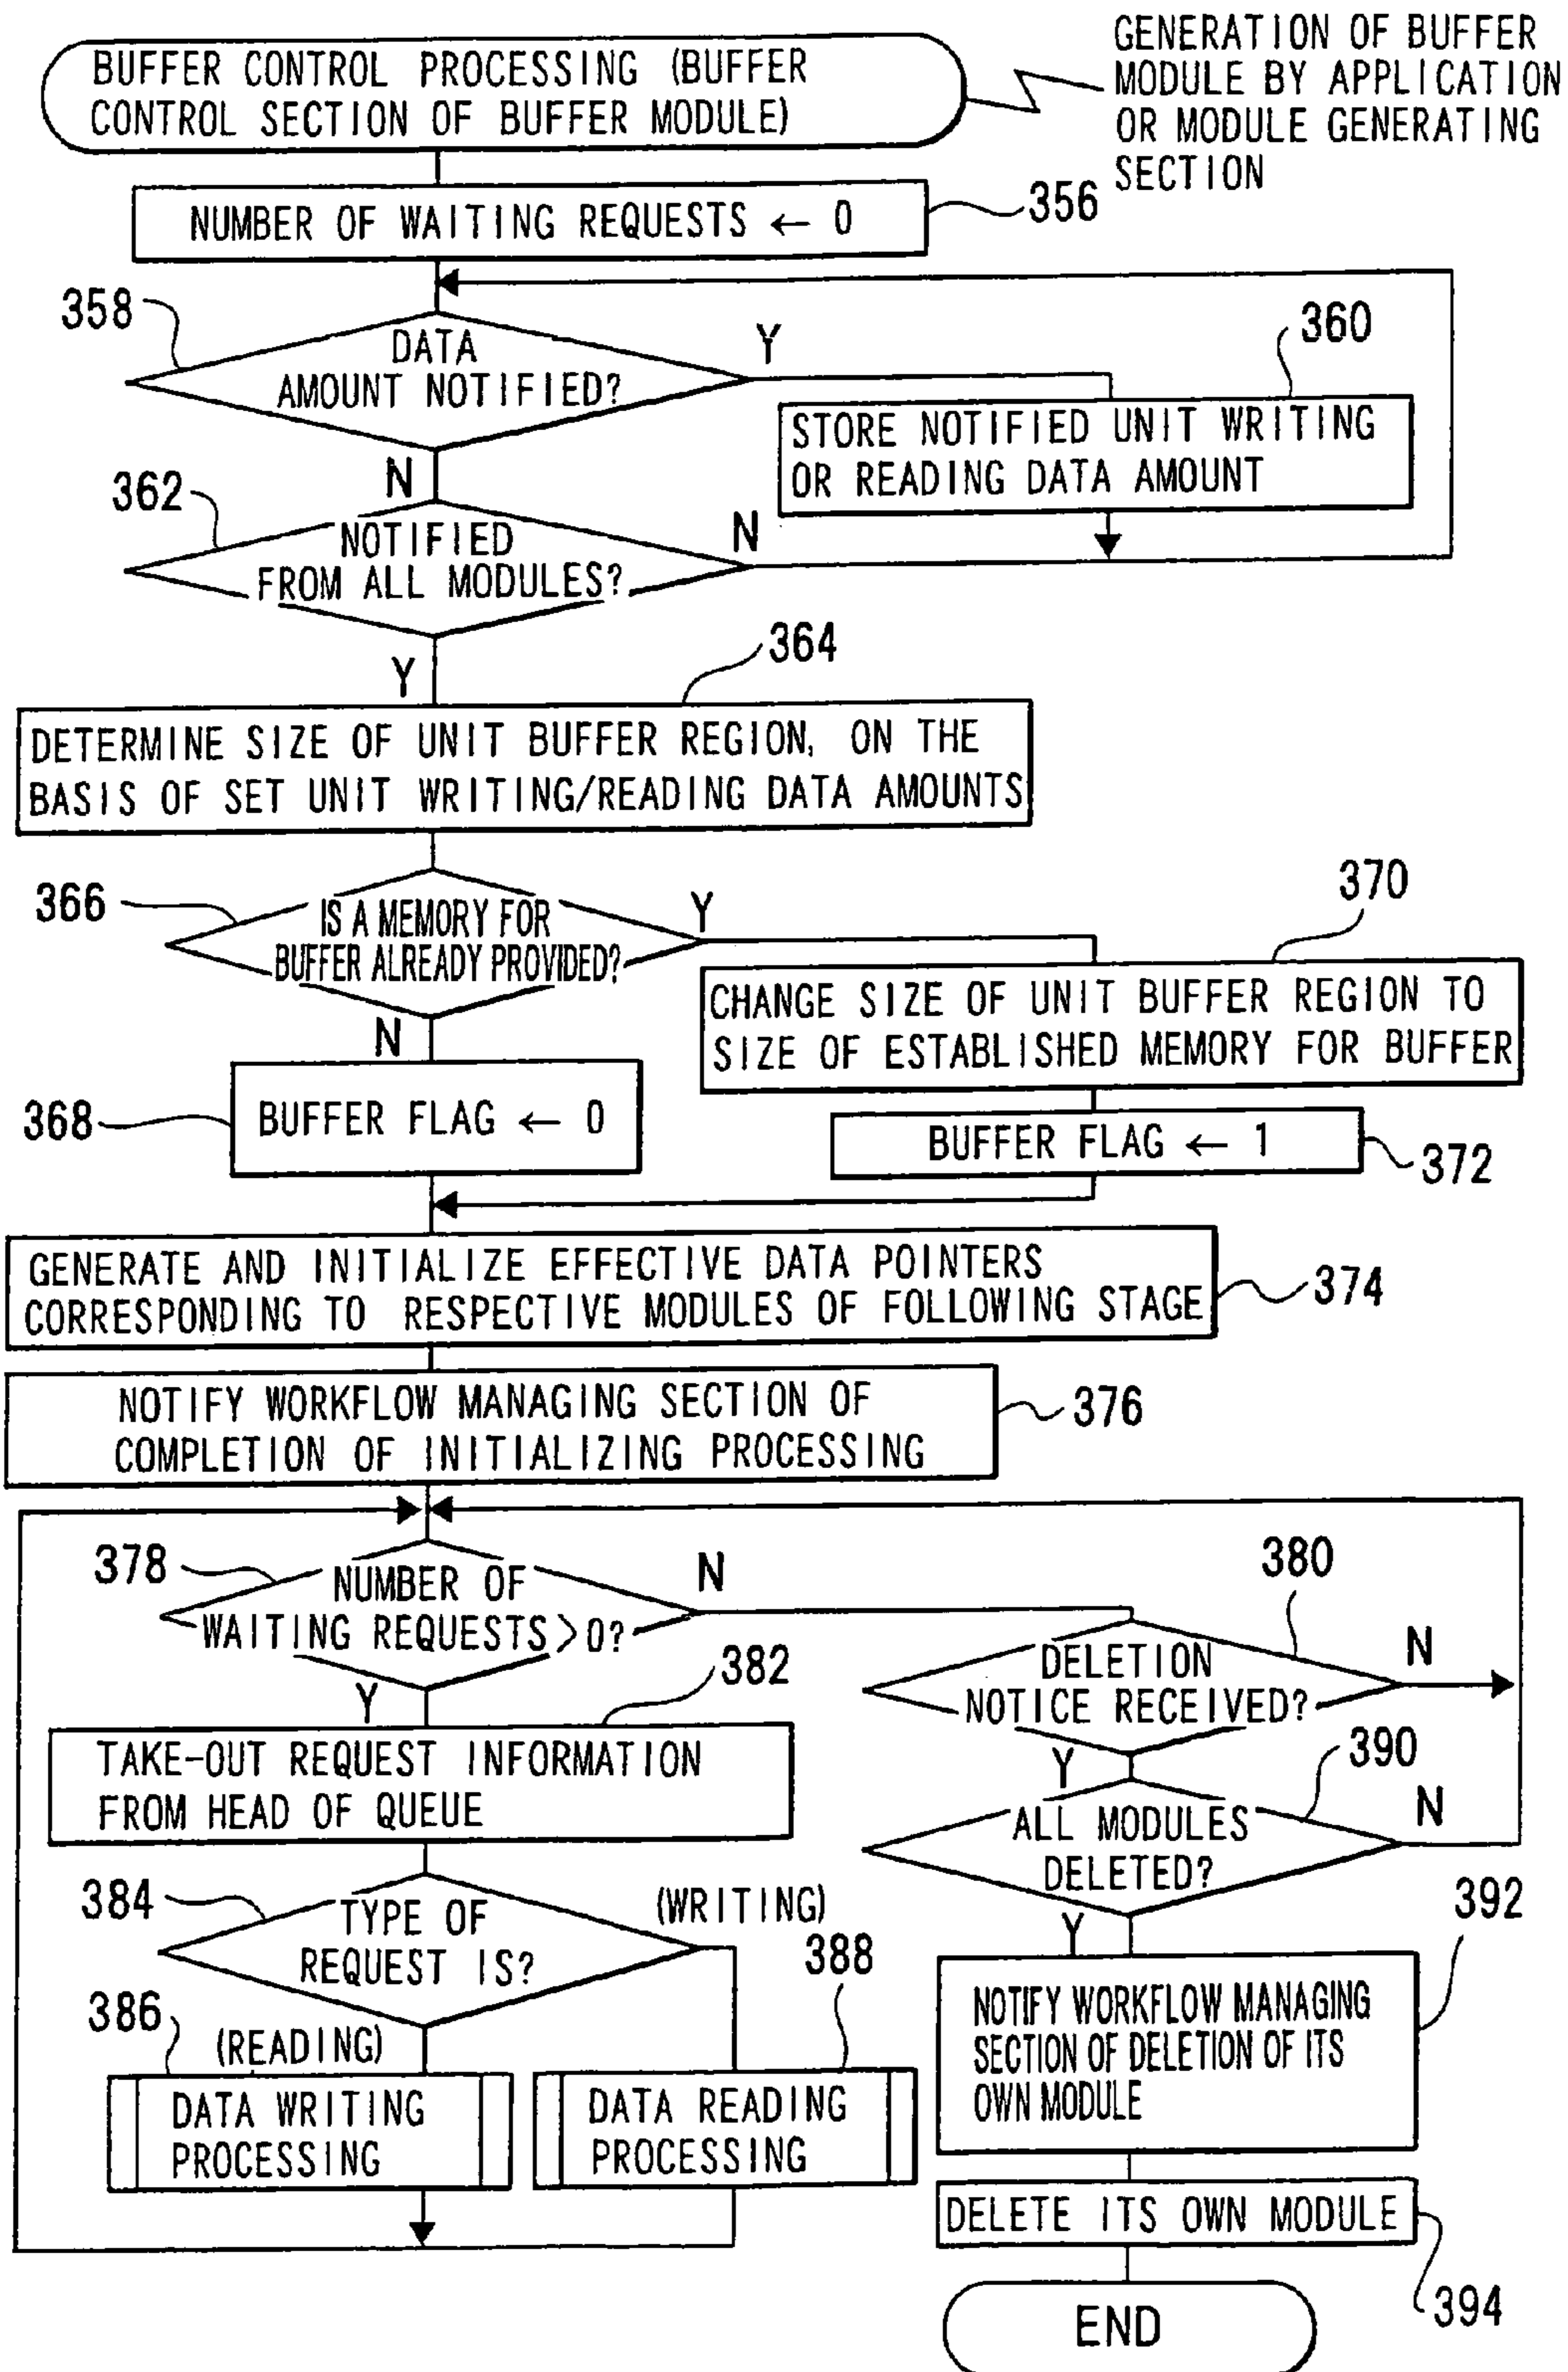 BUFFER CONTROL PROCESSING (BUFFER
CONTROL SECTION OF BUFFER MODULE)
GENERATION OF BUFFER
MODULE BY APPLICATION
OR MODULE GENERATING
SECTION
NUMBER OF WAITING REQUESTS ← 0
356
358
DATA
AMOUNT NOTIFIED?
Y
N
360
STORE NOTIFIED UNIT WRITING
OR READING DATA AMOUNT
362
NOTIFIED
FROM ALL MODULES?
N
Y
364
DETERMINE SIZE OF UNIT BUFFER REGION, ON THE
BASIS OF SET UNIT WRITING/READING DATA AMOUNTS
366
IS A MEMORY FOR
BUFFER ALREADY PROVIDED?
Y
N
370
CHANGE SIZE OF UNIT BUFFER REGION TO
SIZE OF ESTABLISHED MEMORY FOR BUFFER
368
BUFFER FLAG ← 0
BUFFER FLAG ← 1
372
GENERATE AND INITIALIZE EFFECTIVE DATA POINTERS
CORRESPONDING TO RESPECTIVE MODULES OF FOLLOWING STAGE
374
NOTIFY WORKFLOW MANAGING SECTION OF
COMPLETION OF INITIALIZING PROCESSING
376
378
NUMBER OF
WAITING REQUESTS>0?
N
Y
380
DELETION
NOTICE RECEIVED?
N
Y
382
TAKE-OUT REQUEST INFORMATION
FROM HEAD OF QUEUE
390
ALL MODULES
DELETED?
N
Y
384
TYPE OF
REQUEST IS?
(WRITING)
(READING)
386
DATA WRITING
PROCESSING
388
DATA READING
PROCESSING
392
NOTIFY WORKFLOW MANAGING
SECTION OF DELETION OF ITS
OWN MODULE
DELETE ITS OWN MODULE
394
END